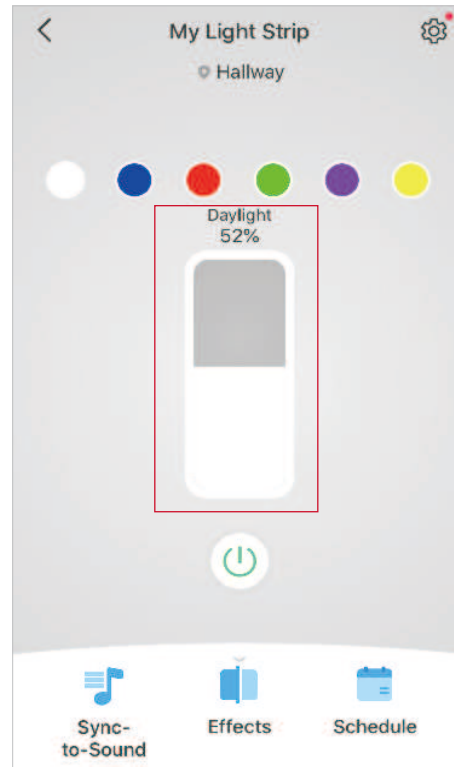 My Light Strip
Hallway
Daylight
52%
Sync-
to-Sound
Effects
Schedule